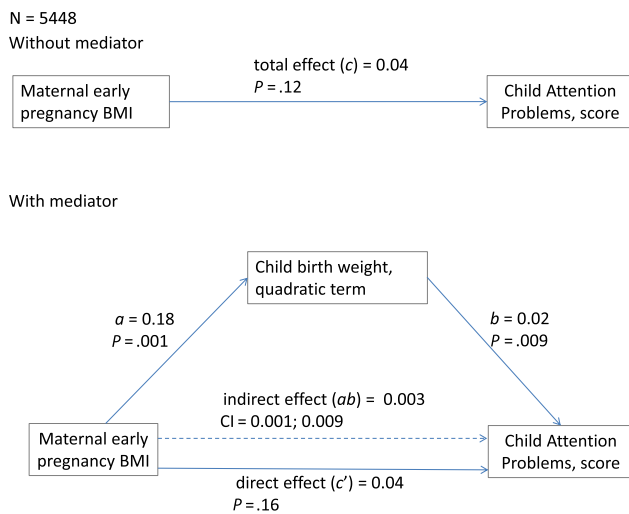 N = 5448
Without mediator
total effect (c) = 0.04
P =.12
Maternal early
pregnancy BMI
Child Attention
Problems, score
With mediator
Child birth weight,
quadratic term
a = 0.18
P =.001
b = 0.02
P =.009
indirect effect (ab) = 0.003
CI = 0.001; 0.009
Maternal early
pregnancy BMI
Child Attention
Problems, score
direct effect (c’) = 0.04
P =.16